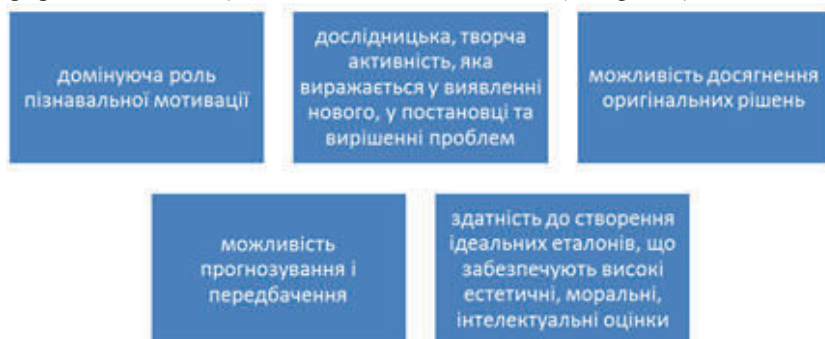 домінуюча роль
пізнавальної мотивації
дослідницька, творча
активність, яка
виражається у виявленні
нового, у постановці та
вирішенні проблем
можливість досягнення
оригінальних рішень
можливість
прогнозування і
передбачення
здатність до створення
ідеальних еталонів, що
забезпечують високі
естетичні, моральні,
інтелектуальні оцінки